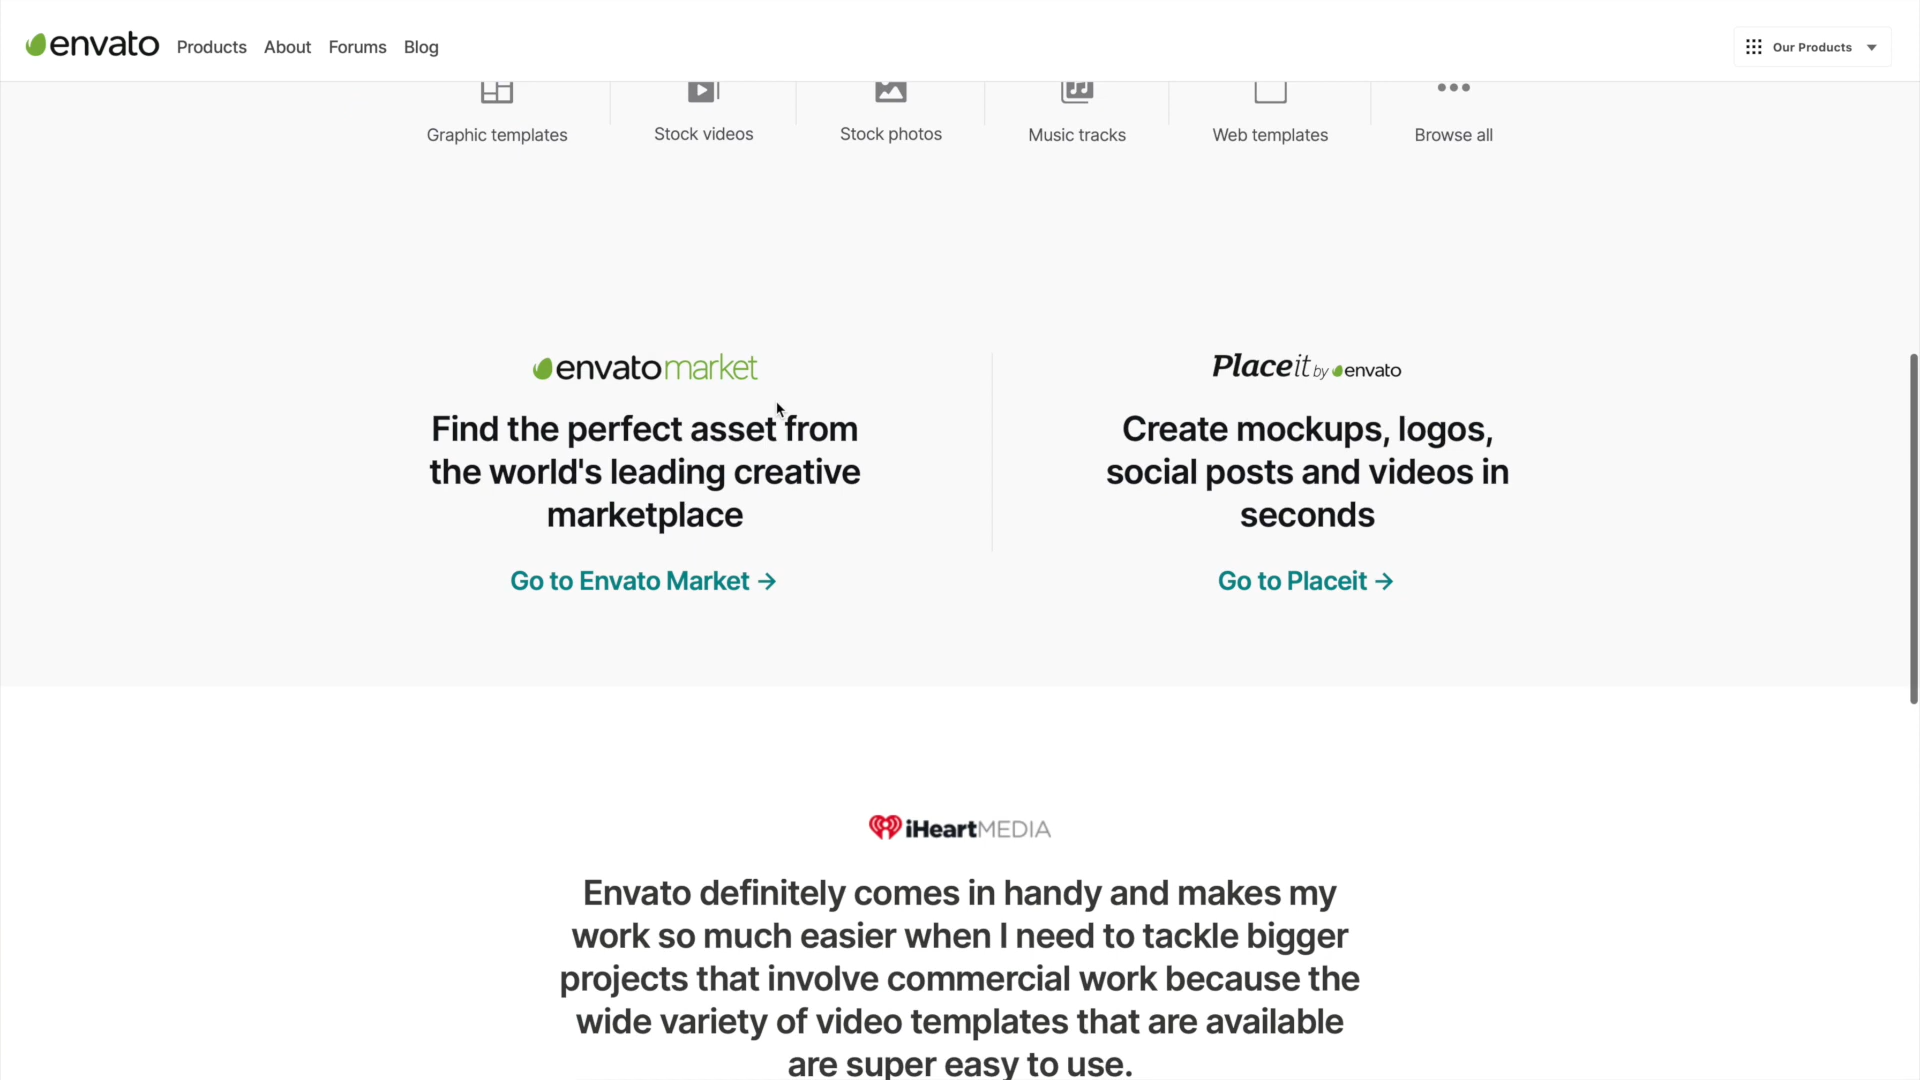 envato Products About Forums Blog Our Products
Graphic templates Stock videos Stock photos Music tracks Web templates Browse all
envatomarket
Find the perfect asset from
the world's leading creative
marketplace
Go to Envato Market →
Placeit by envato
Create mockups, logos,
social posts and videos in
seconds
Go to Placeit →
iHeartMEDIA
Envato definitely comes in handy and makes my
work so much easier when I need to tackle bigger
projects that involve commercial work because the
wide variety of video templates that are available
are super easy to use.